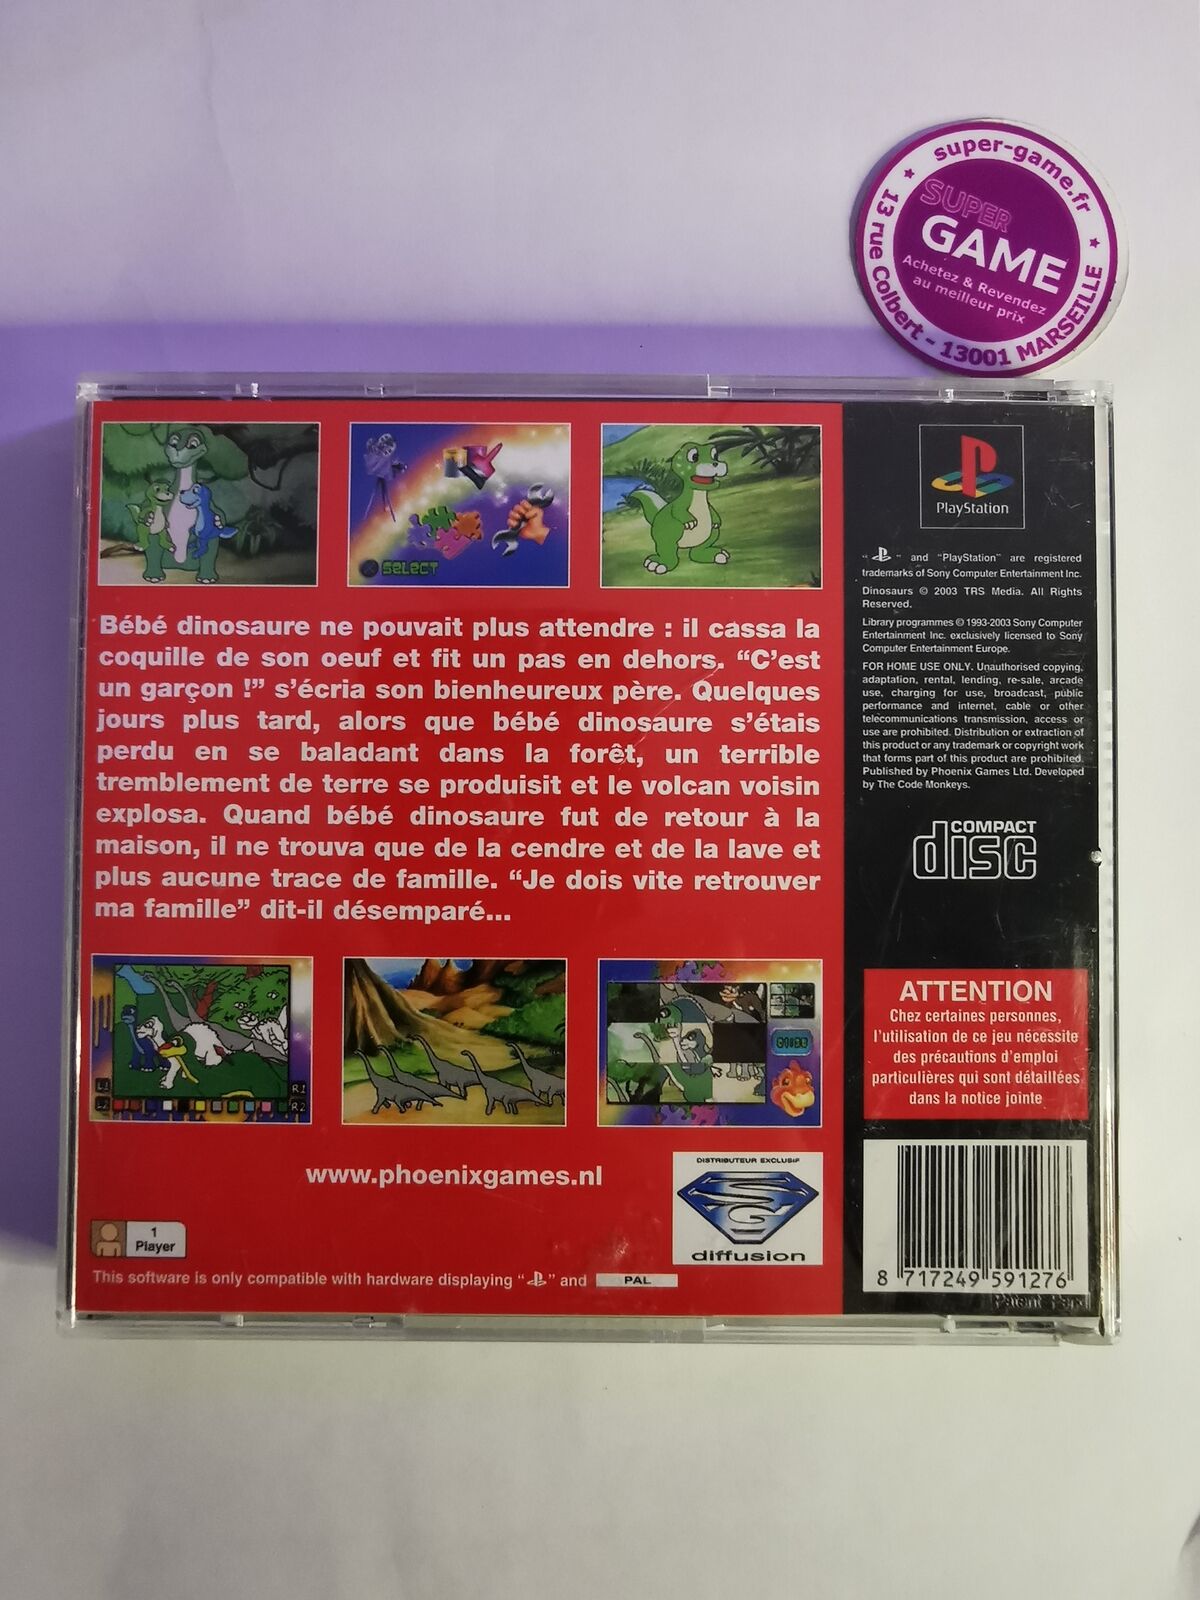 super-game.fr
SUPER
GAME
Achetez & Revendez
au meilleur prix
13 rue Colbert - 13001 MARSEILLE
SELECT
Bébé dinosaure ne pouvait plus attendre : il cassa la
coquille de son oeuf et fit un pas en dehors. “C’est
un garçon !” s’écria son bienheureux père. Quelques
jours plus tard, alors que bébé dinosaure s’étais
perdu en se baladant dans la forêt, un terrible
tremblement de terre se produisit et le volcan voisin
explosa. Quand bébé dinosaure fut de retour à la
maison, il ne trouva que de la cendre et de la lave et
plus aucune trace de famille. “Je dois vite retrouver
ma famille” dit-il désemparé...
L1
L2
R1
R2
www.phoenixgames.nl
DISTRIBUTEUR EXCLUSIF
SG
diffusion
1
Player
This software is only compatible with hardware displaying “ ” and PAL
PlayStation
“ ” and “PlayStation” are registered
trademarks of Sony Computer Entertainment Inc.
Dinosaurs © 2003 TRS Media. All Rights
Reserved.
Library programmes © 1993-2003 Sony Computer
Entertainment Inc. exclusively licensed to Sony
Computer Entertainment Europe.
FOR HOME USE ONLY. Unauthorised copying,
adaptation, rental, lending, re-sale, arcade
use, charging for use, broadcast, public
performance and internet, cable or other
telecommunications transmission, access or
use are prohibited. Distribution or extraction of
this product or any trademark or copyright work
that forms part of this product are prohibited.
Published by Phoenix Games Ltd. Developed
by The Code Monkeys.
COMPACT
disc
ATTENTION
Chez certaines personnes,
l’utilisation de ce jeu nécessite
des précautions d’emploi
particulières qui sont détaillées
dans la notice jointe
8 717249 591276